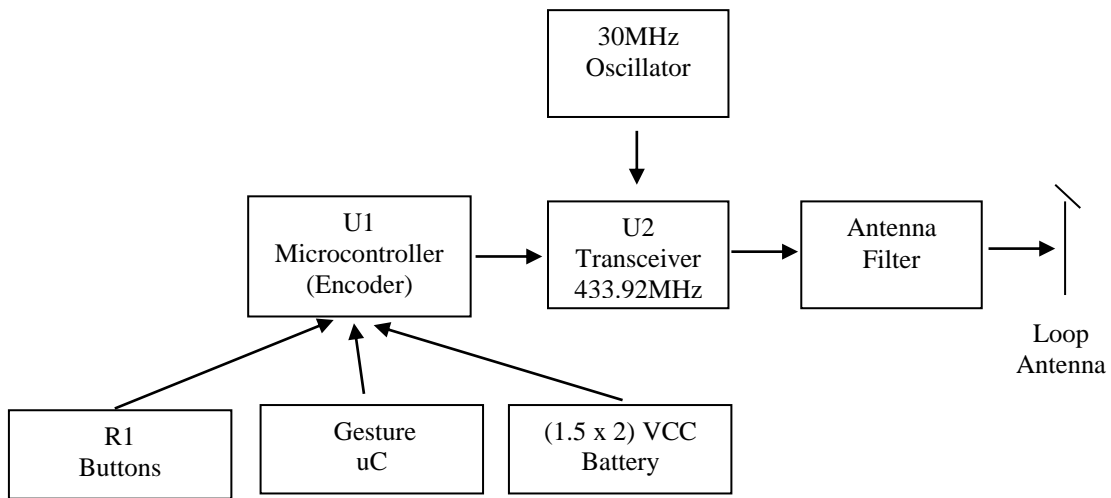 30MHz
Oscillator
U1
Microcontroller
(Encoder)
U2
Transceiver
433.92MHz
Antenna
Filter
Loop
Antenna
R1
Buttons
Gesture
uC
(1.5 x 2) VCC
Battery